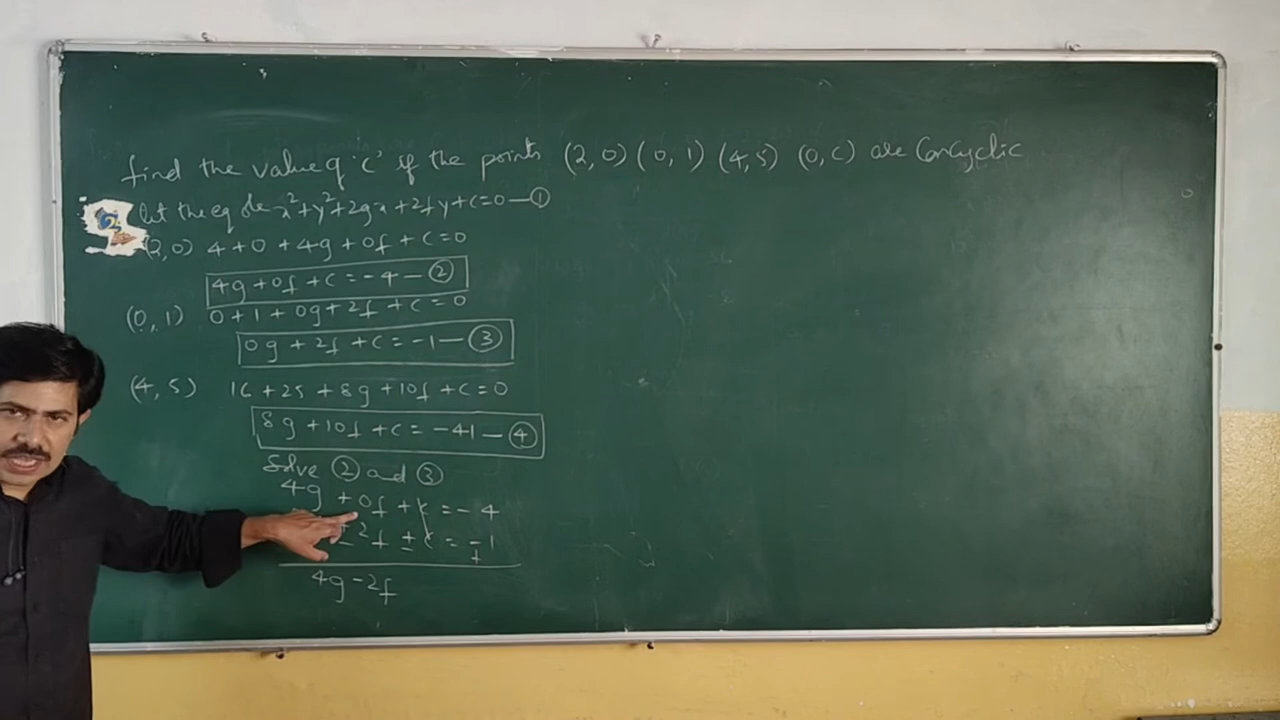 find the value of 'c' if the points (2,0) (0,1) (4,5) (0,c) are Concyclic
let the eq be x²+y²+2gx+2fy+c=0—①
(2,0) 4+0+4g+0f+c=0
4g+0f+c=-4—②
(0,1) 0+1+0g+2f+c=0
0g+2f+c=-1—③
(4,5) 16+25+8g+10f+c=0
8g+10f+c=-41—④
Solve ② and ③
4g+0f+c=-4
2f±c=-1
+
4g-2f